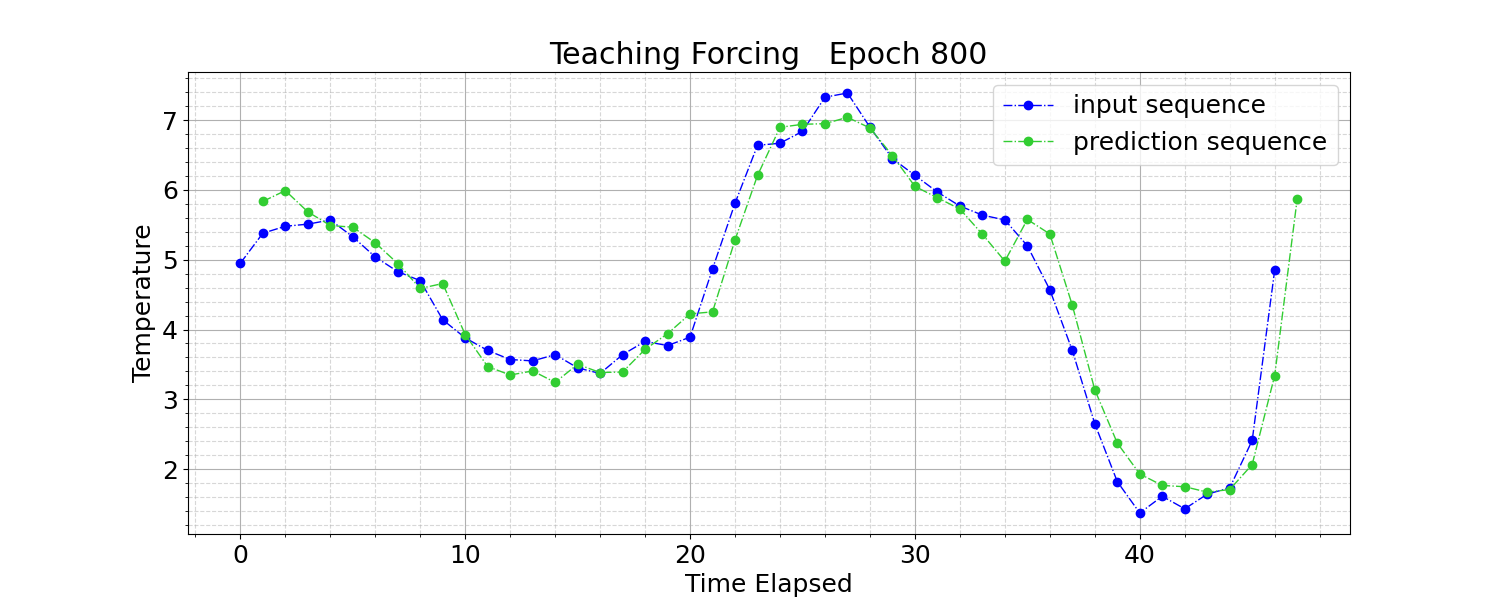 Teaching Forcing   Epoch 800
input sequence
prediction sequence
7
6
5
4
3
2
Temperature
0 10 20 30 40
Time Elapsed